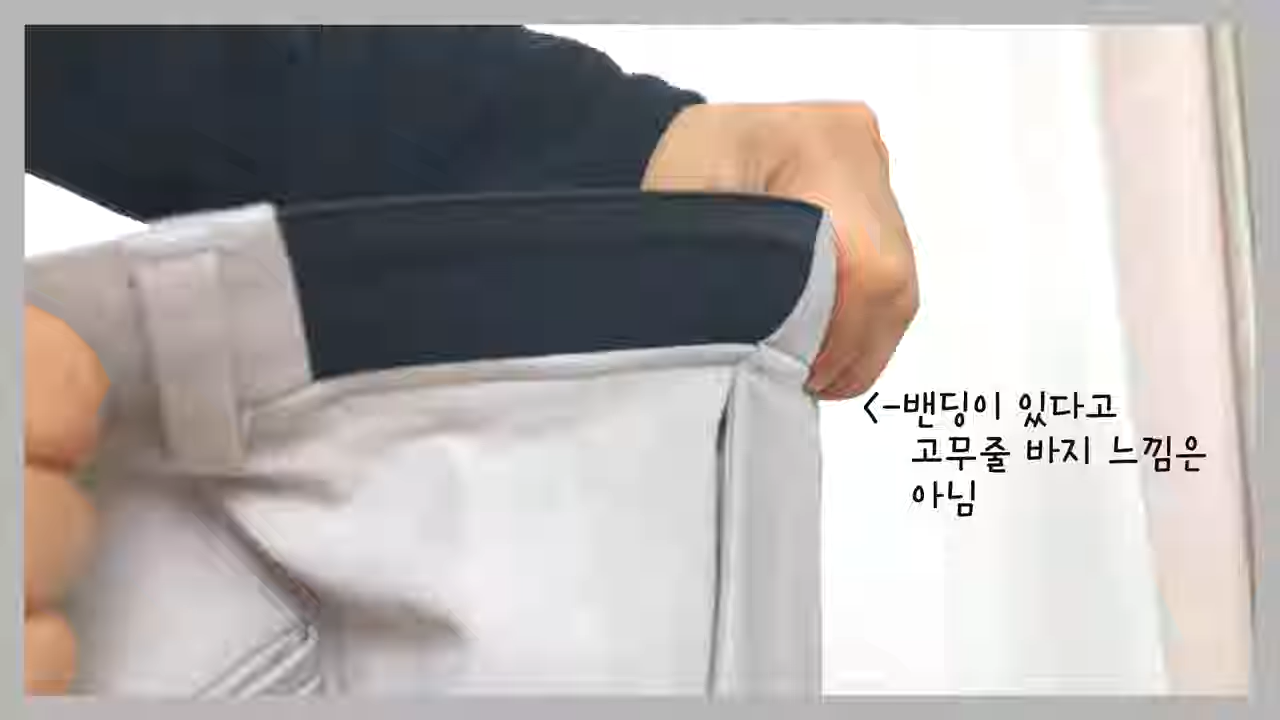 <-밴딩이 있다고
고무줄 바지 느낌은
아님